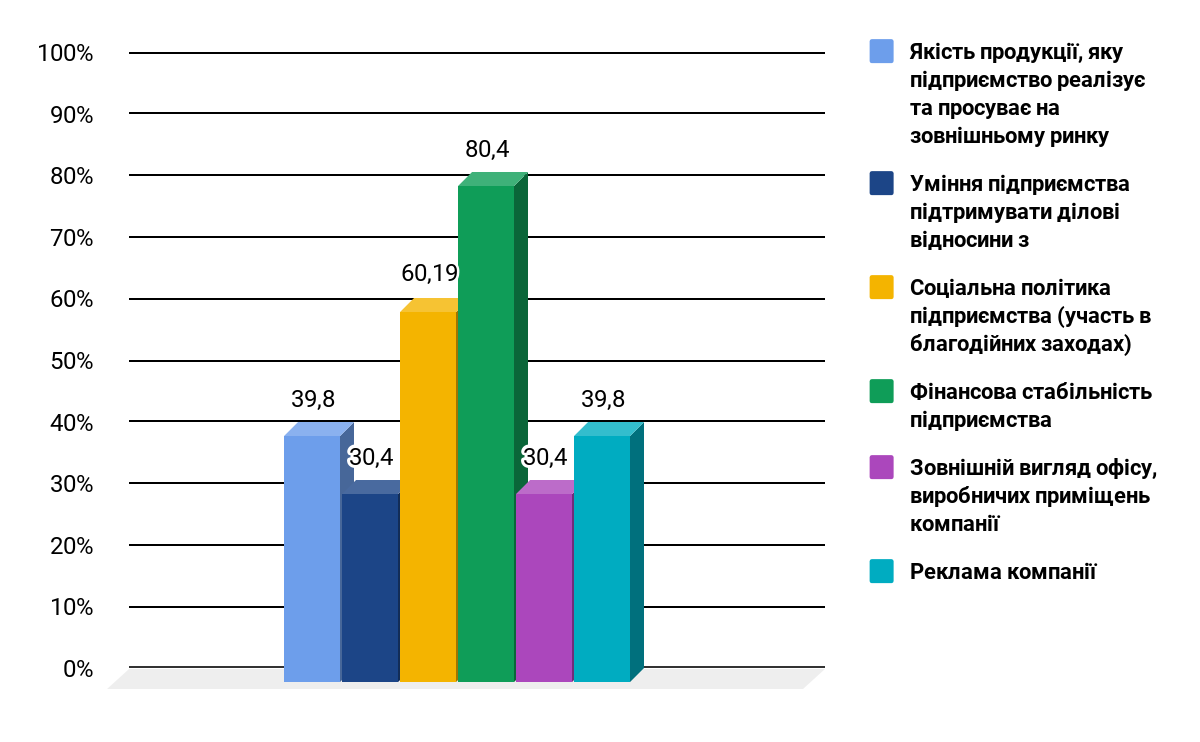 100%
90%
80%
70%
60%
50%
40%
30%
20%
10%
0%
39,8
30,4
60,19
80,4
30,4
39,8
Якість продукції, яку
підприємство реалізує
та просуває на
зовнішньому ринку
Уміння підприємства
підтримувати ділові
відносини з
Соціальна політика
підприємства (участь в
благодійних заходах)
Фінансова стабільність
підприємства
Зовнішній вигляд офісу,
виробничих приміщень
компанії
Реклама компанії